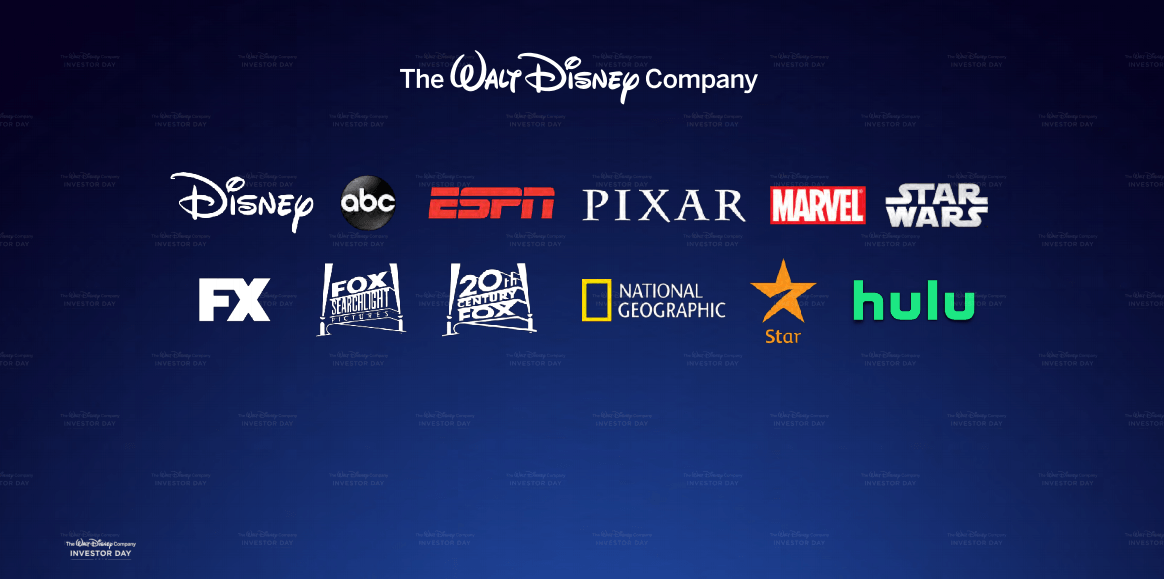 The Walt Disney Company
Disney
abc
ESPN
PIXAR
MARVEL
STAR WARS
FX
FOX
SEARCHLIGHT
PICTURES
20th
CENTURY
FOX
NATIONAL
GEOGRAPHIC
Star
hulu
The Walt Disney Company
INVESTOR DAY